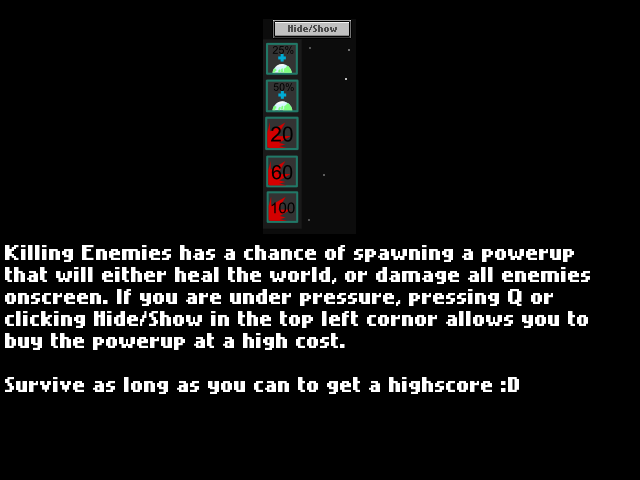 Hide/Show
25%
50%
20
60
100
Killing Enemies has a chance of spawning a powerup
that will either heal the world, or damage all enemies
onscreen. If you are under pressure, pressing Q or
clicking Hide/Show in the top left cornor allows you to
buy the powerup at a high cost.
Survive as long as you can to get a highscore :D